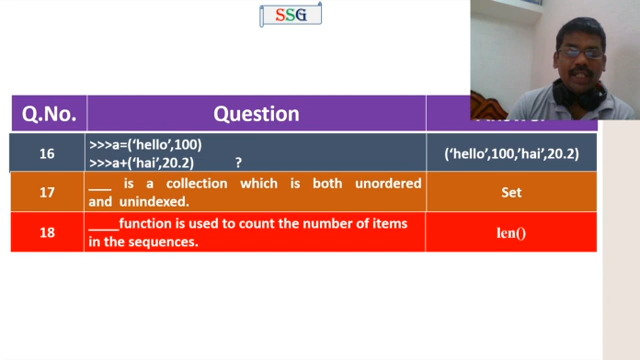 SSG
Q.No. Question
16 >>>a=('hello',100) ('hello',100,'hai',20.2)
>>>a+('hai',20.2) ?
17 ___ is a collection which is both unordered Set
and unindexed.
18 ____function is used to count the number of items len()
in the sequences.